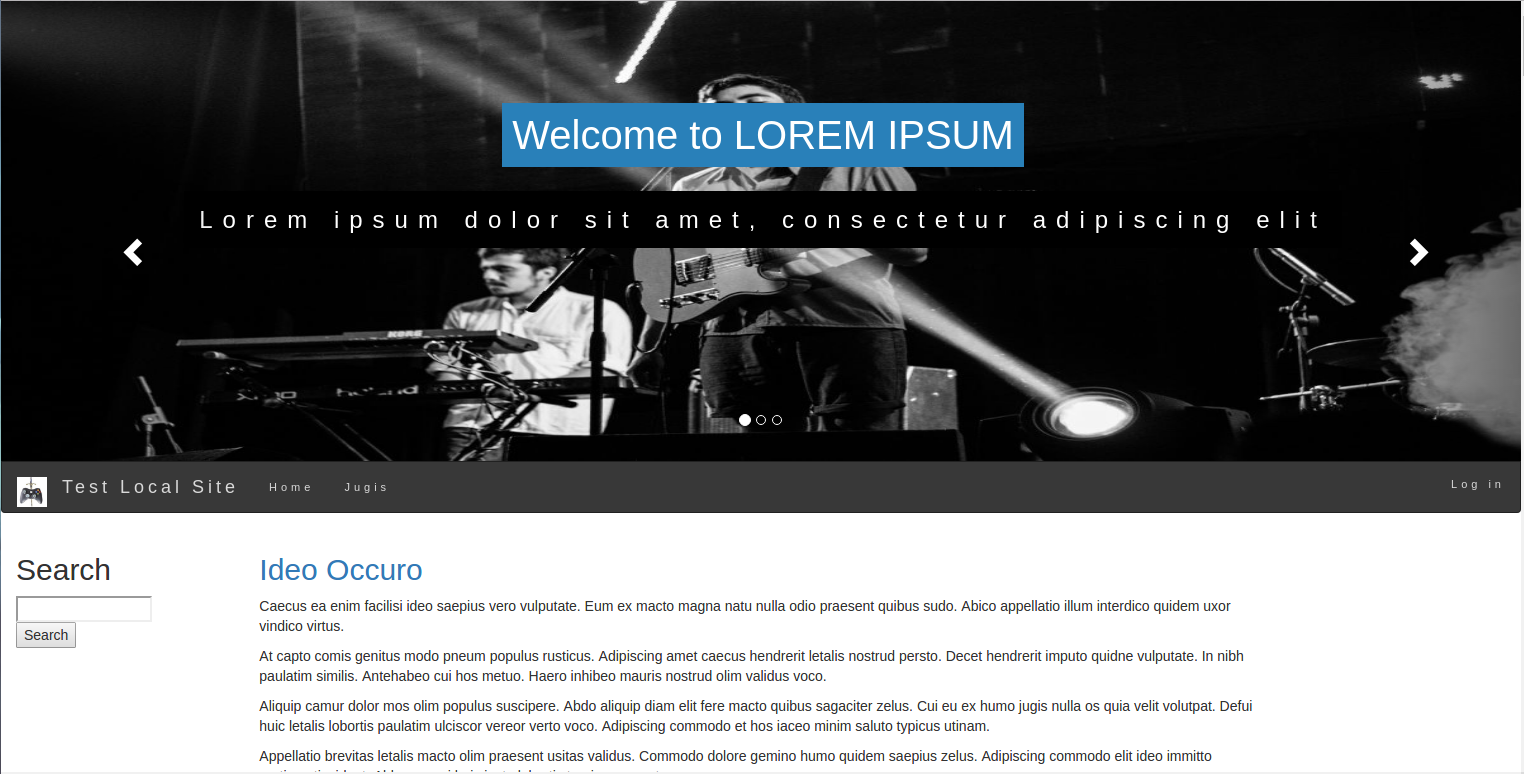 Welcome to LOREM IPSUM
Lorem ipsum dolor sit amet, consectetur adipiscing elit
KORG
Test Local Site
Home
Jugis
Log in
Search
Search
Ideo Occuro
Caecus ea enim facilisi ideo saepius vero vulputate. Eum ex macto magna natu nulla odio praesent quibus sudo. Abico appellatio illum interdico quidem uxor
vindico virtus.
At capto comis genitus modo pneum populus rusticus. Adipiscing amet caecus hendrerit letalis nostrud persto. Decet hendrerit imputo quidne vulputate. In nibh
paulatim similis. Antehabeo cui hos metuo. Haero inhibeo mauris nostrud olim validus voco.
Aliquip camur dolor mos olim populus suscipere. Abdo aliquip diam elit fere macto quibus sagaciter zelus. Cui eu ex humo jugis nulla os quia velit volutpat. Defui
huic letalis lobortis paulatim ulciscor vereor verto voco. Adipiscing commodo et hos iaceo minim saluto typicus utinam.
Appellatio brevitas letalis macto olim praesent usitas validus. Commodo dolore gemino humo quidem saepius zelus. Adipiscing commodo elit ideo immitto